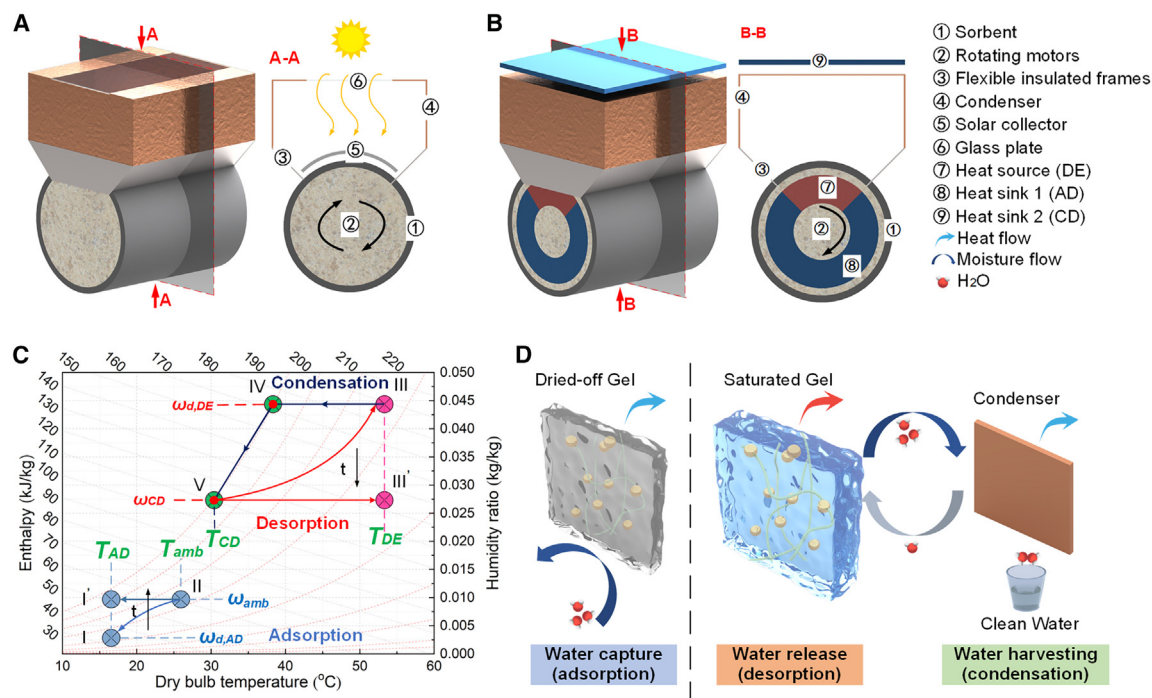 A
A
A-A
⑥
④
③
⑤
②
①
A
B
B
B-B
⑨
④
③
⑦
②
①
⑧
B
① Sorbent
② Rotating motors
③ Flexible insulated frames
④ Condenser
⑤ Solar collector
⑥ Glass plate
⑦ Heat source (DE)
⑧ Heat sink 1 (AD)
⑨ Heat sink 2 (CD)
Heat flow
Moisture flow
H2O
C
150 160 170 180 190 200 210 220
140
130
120
110
100
90
80
70
60
50
40
30
Enthalpy (kJ/kg)
0.050
0.045
0.040
0.035
0.030
0.025
0.020
0.015
0.010
0.005
0.000
Humidity ratio (kg/kg)
IV Condensation III
ωd,DE
t
V
III'
ωCD
Desorption
TCD
TDE
TAD
Tamb
I'
II
ωamb
t
I
ωd,AD
Adsorption
10 20 30 40 50 60
Dry bulb temperature (°C)
D
Dried-off Gel
Saturated Gel
Condenser
Clean Water
Water capture
(adsorption)
Water release
(desorption)
Water harvesting
(condensation)